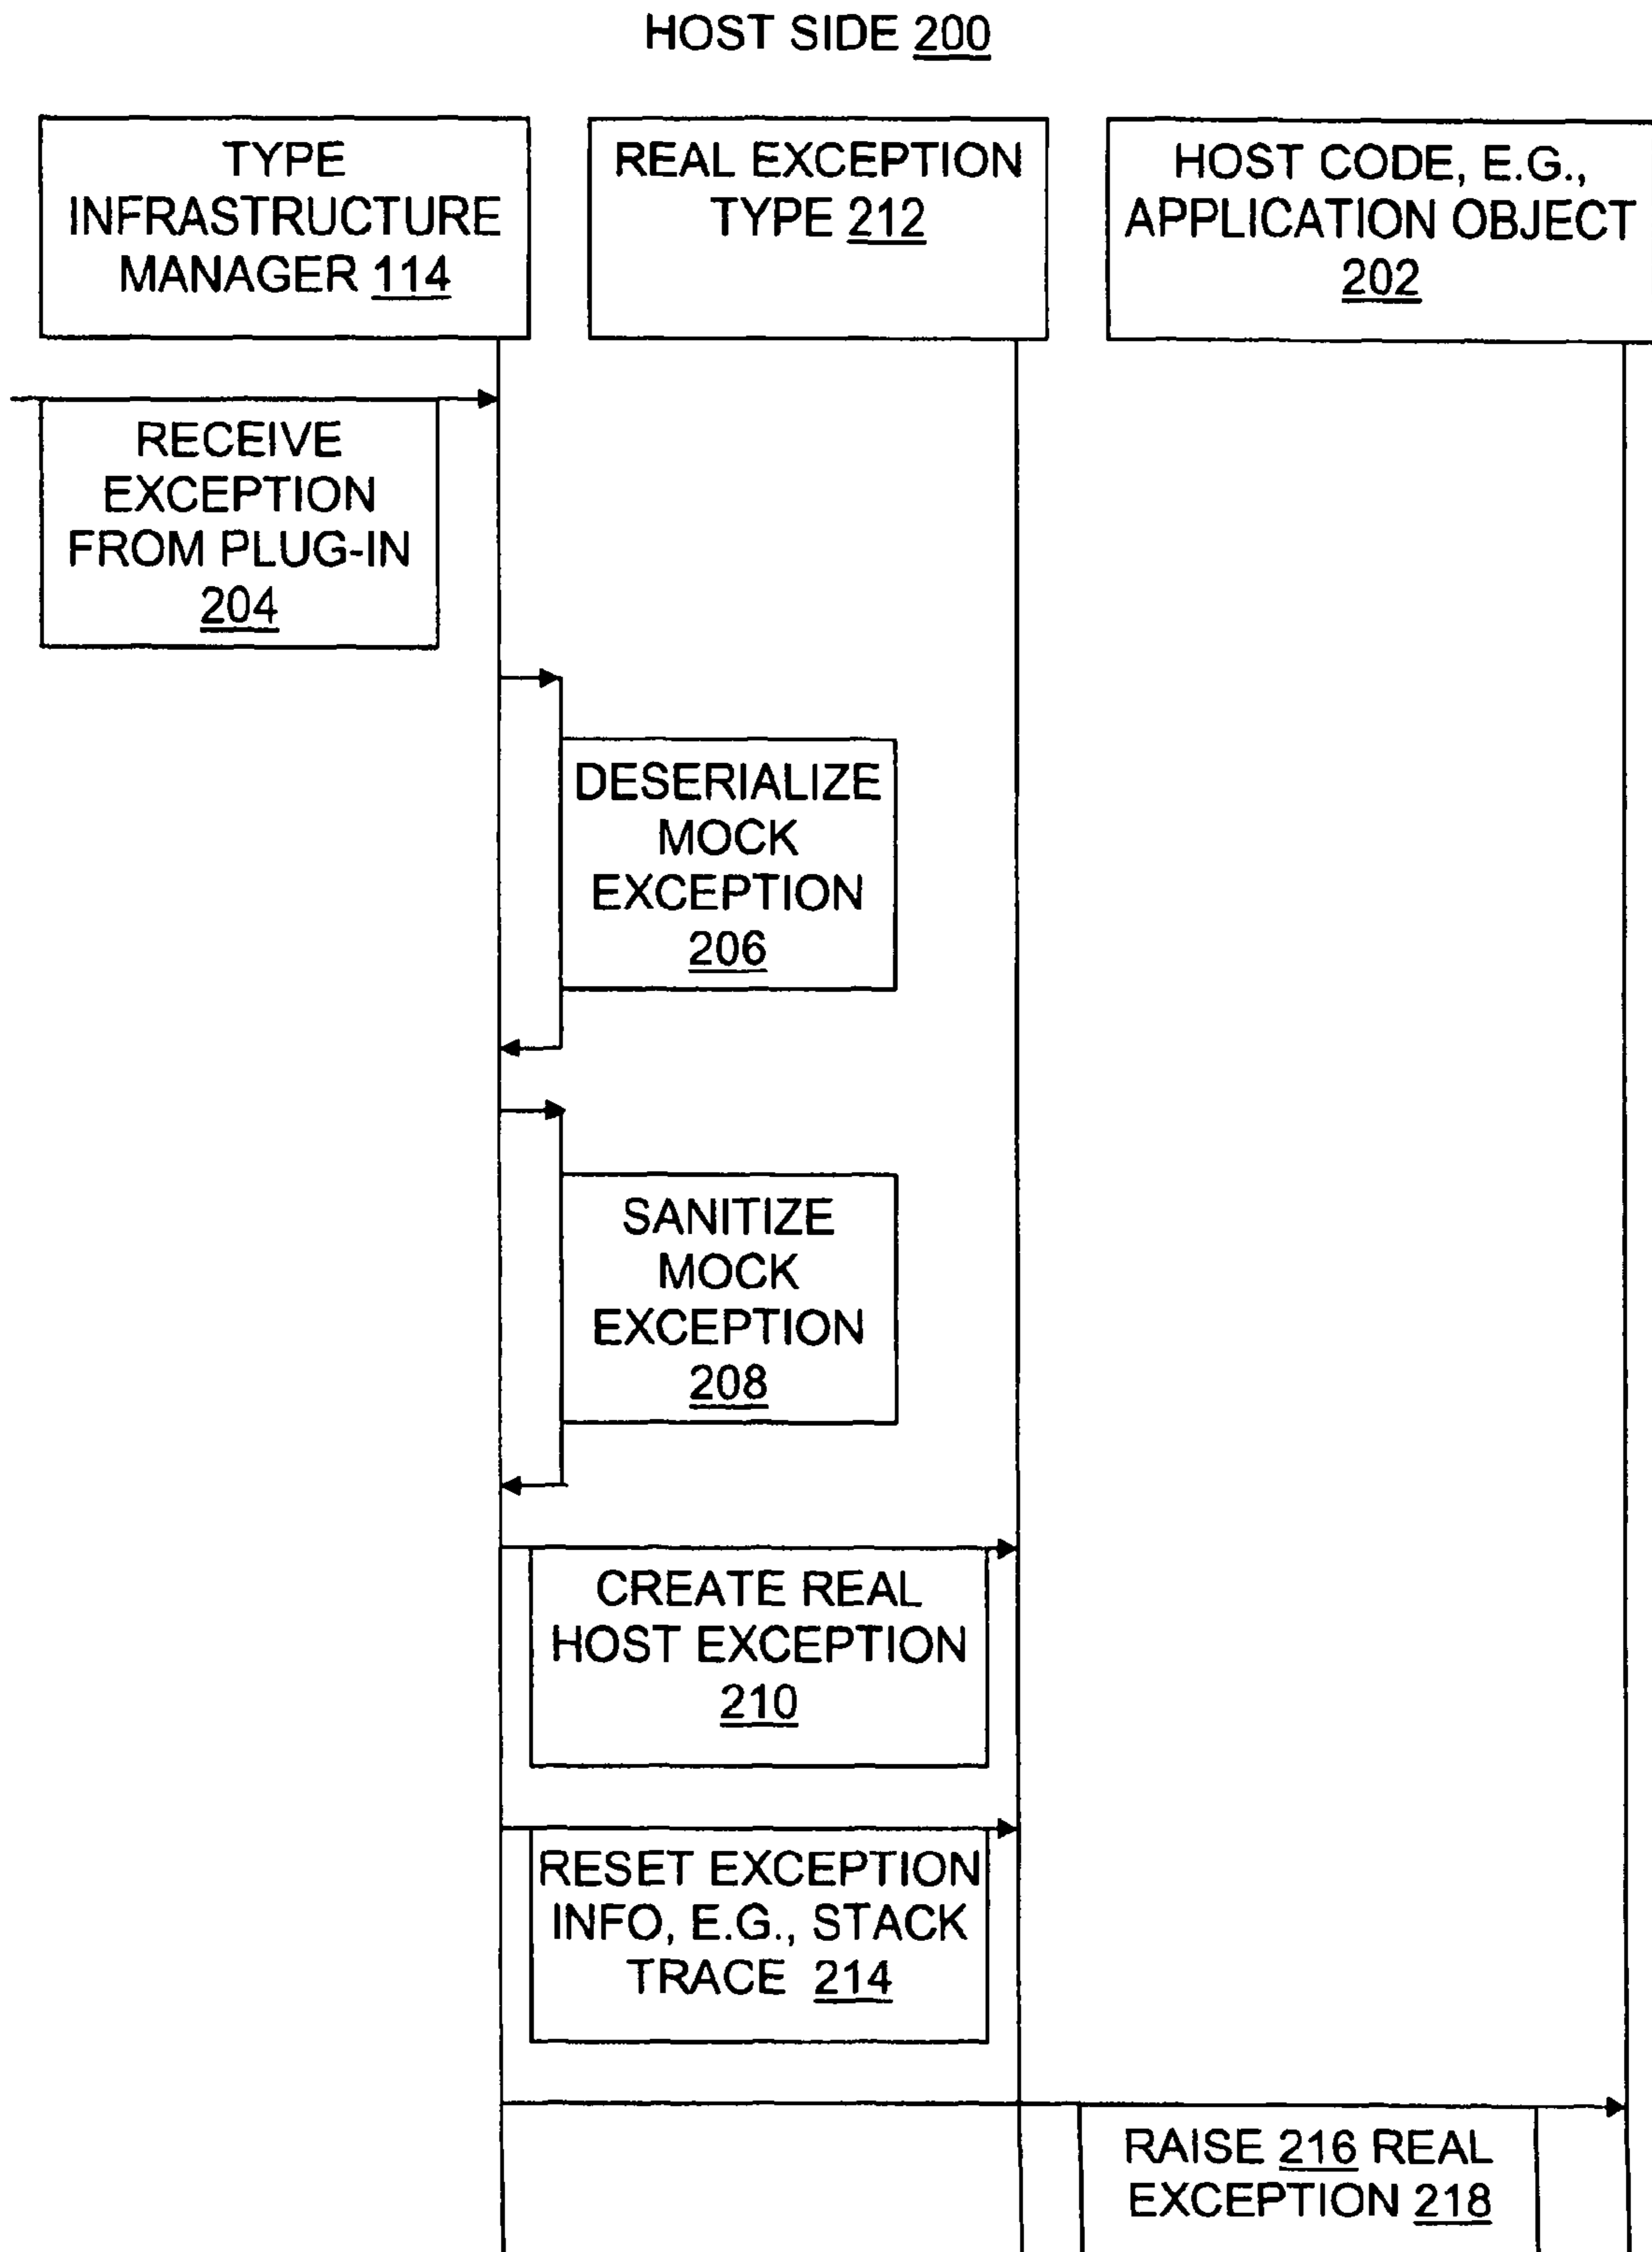 HOST SIDE 200
TYPE
INFRASTRUCTURE
MANAGER 114
REAL EXCEPTION
TYPE 212
HOST CODE, E.G.,
APPLICATION OBJECT
202
RECEIVE
EXCEPTION
FROM PLUG-IN
204
DESERIALIZE
MOCK
EXCEPTION
206
SANITIZE
MOCK
EXCEPTION
208
CREATE REAL
HOST EXCEPTION
210
RESET EXCEPTION
INFO, E.G., STACK
TRACE 214
RAISE 216 REAL
EXCEPTION 218